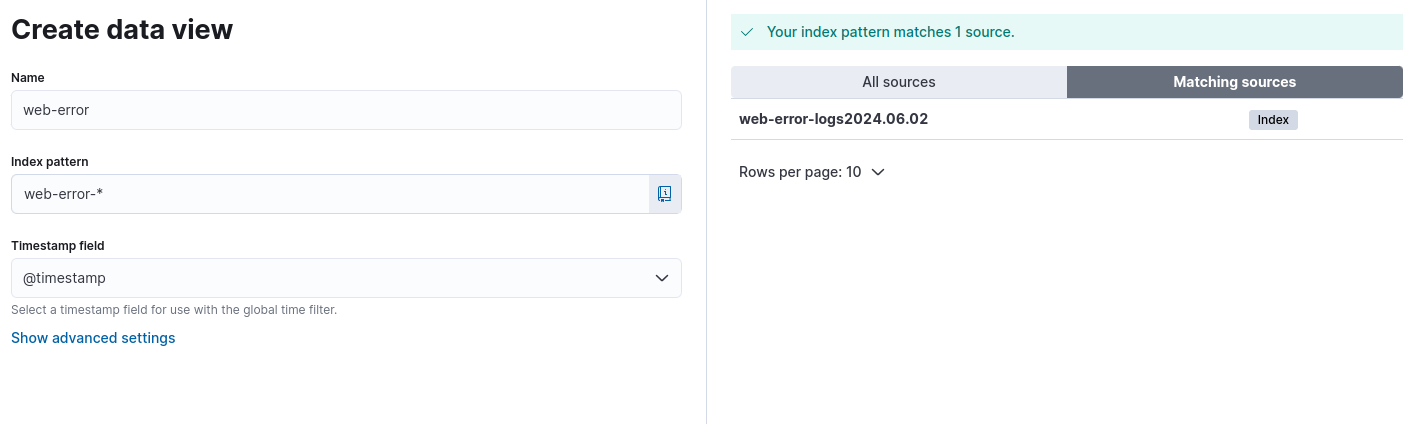 Create data view
Name
web-error
Index pattern
web-error-*
Timestamp field
@timestamp
Select a timestamp field for use with the global time filter.
Show advanced settings
Your index pattern matches 1 source.
All sources
Matching sources
web-error-logs2024.06.02
Index
Rows per page: 10